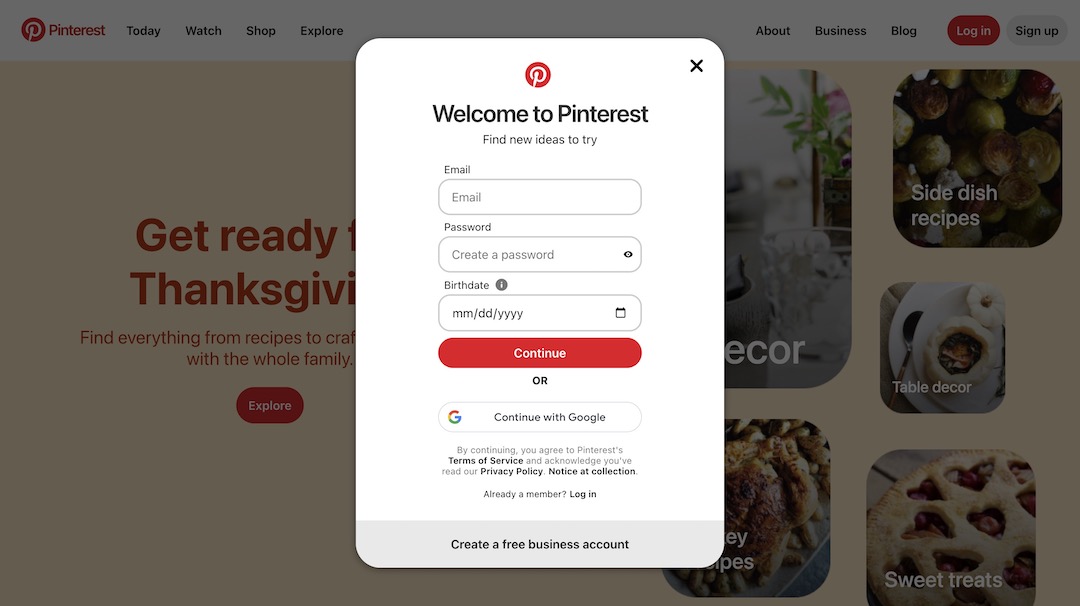 Pinterest Today Watch Shop Explore About Business Blog Log in Sign up
Welcome to Pinterest
Find new ideas to try
Email
Email
Password
Create a password
Birthdate
mm/dd/yyyy
Continue
OR
Continue with Google
By continuing, you agree to Pinterest's
Terms of Service and acknowledge you've
read our Privacy Policy. Notice at collection.
Already a member? Log in
Create a free business account
Get ready
Thanksgivi
Find everything from recipes to craf
with the whole family.
Explore
ecor
Side dish
recipes
Table decor
key
ipes
Sweet treats